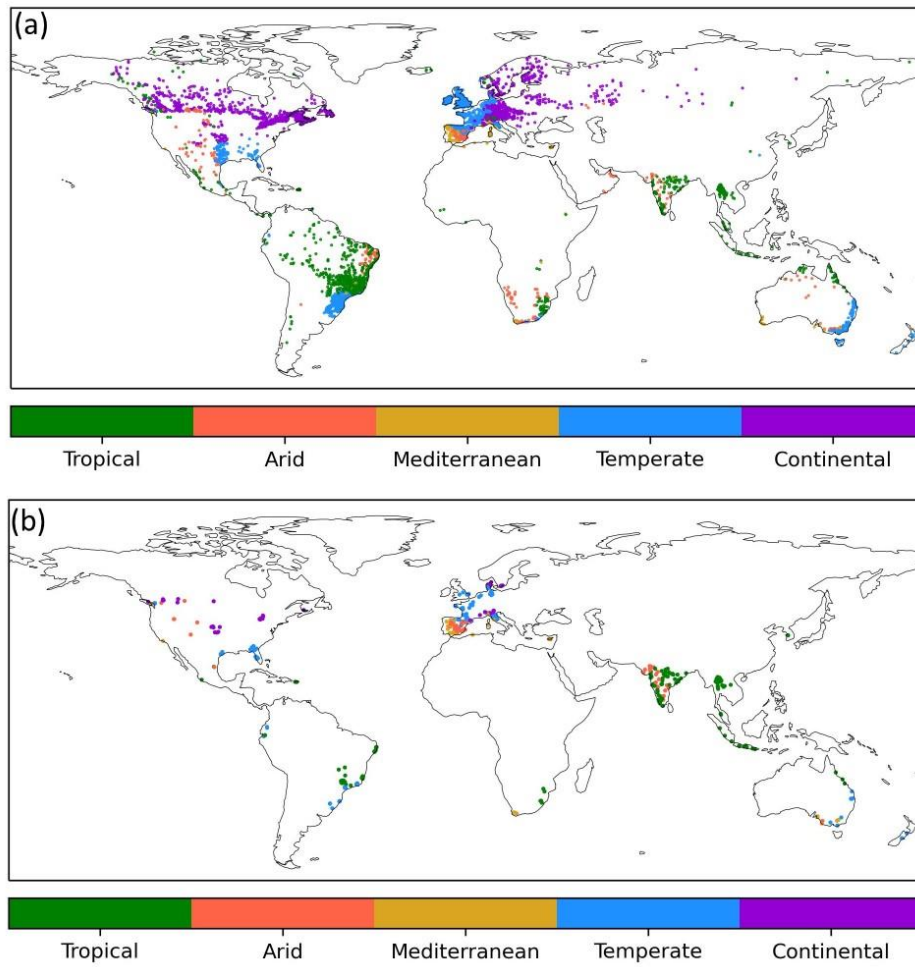 (a)
Tropical Arid Mediterranean Temperate Continental
(b)
Tropical Arid Mediterranean Temperate Continental